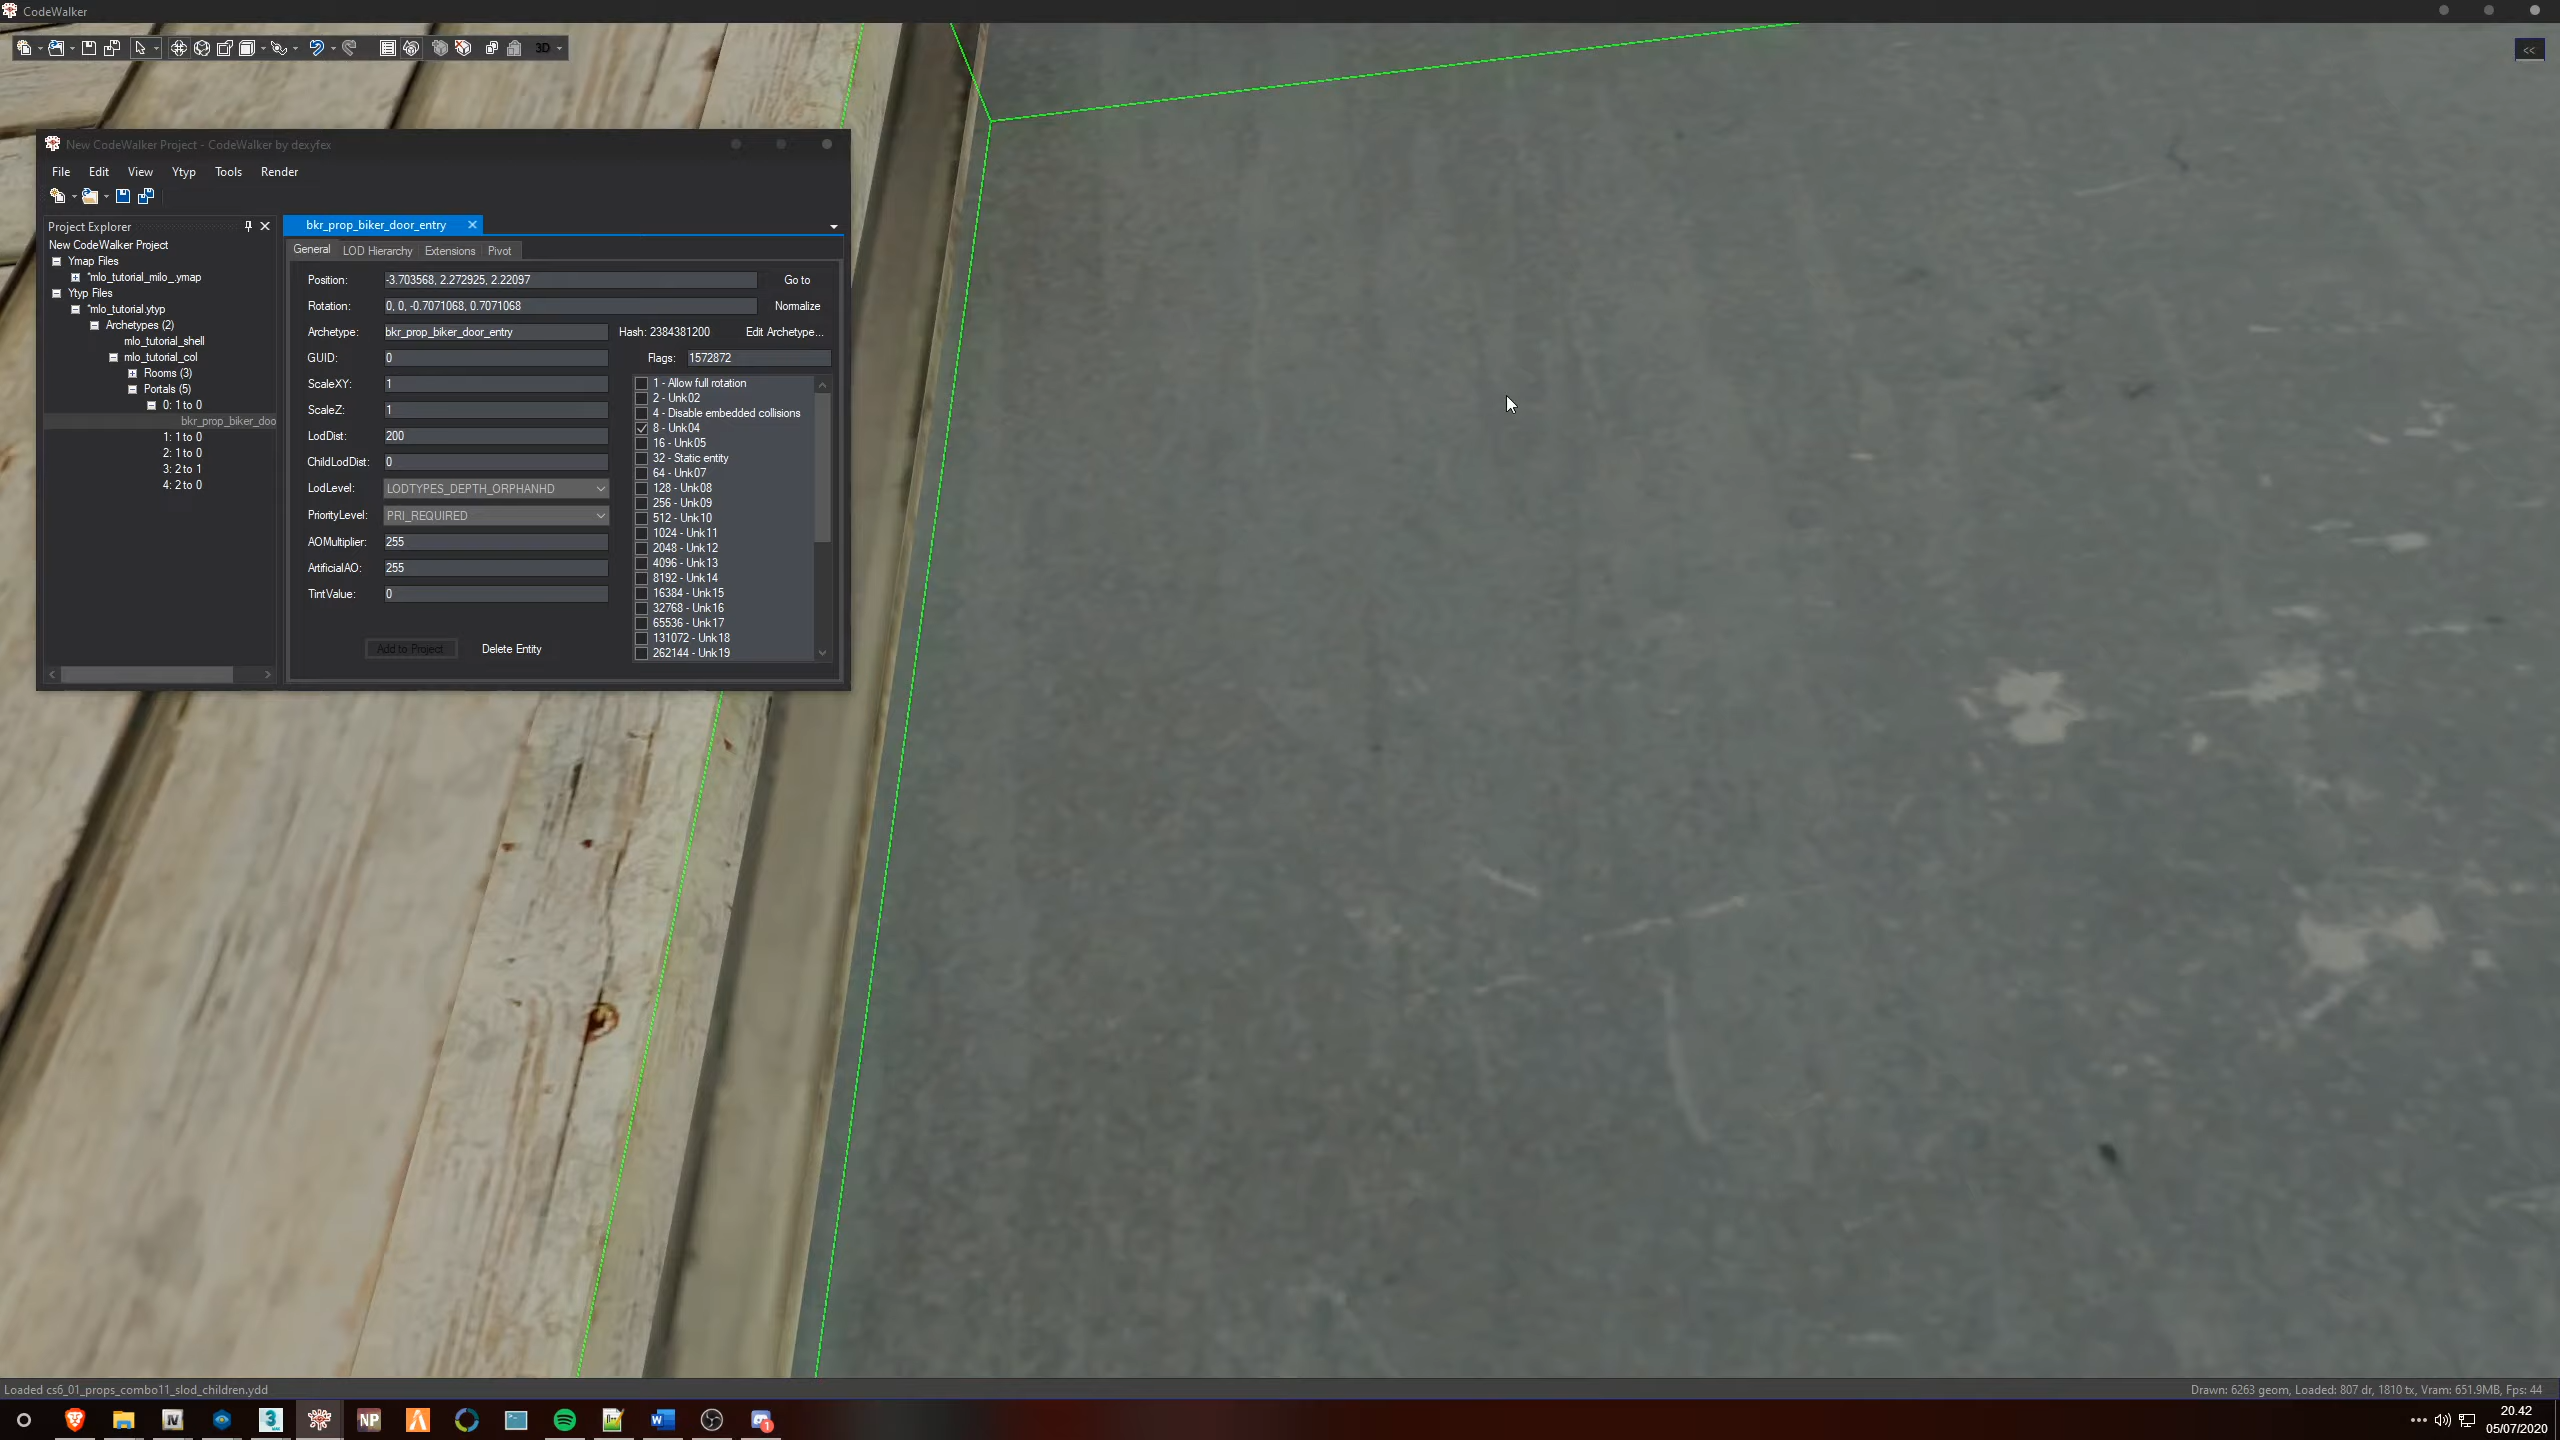 CodeWalker
3D
<<
New CodeWalker Project - CodeWalker by dexyfex
File Edit View Ytyp Tools Render
Project Explorer
New CodeWalker Project
Ymap Files
*mlo_tutorial_milo_.ymap
Ytyp Files
*mlo_tutorial.ytyp
Archetypes (2)
mlo_tutorial_shell
mlo_tutorial_col
Rooms (3)
Portals (5)
0: 1 to 0
bkr_prop_biker_doo
1: 1 to 0
2: 1 to 0
3: 2 to 1
4: 2 to 0
bkr_prop_biker_door_entry
General LOD Hierarchy Extensions Pivot
Position: -3.703568, 2.272925, 2.22097 Go to
Rotation: 0, 0, -0.7071068, 0.7071068 Normalize
Archetype: bkr_prop_biker_door_entry Hash: 2384381200 Edit Archetype...
GUID: 0 Flags: 1572872
ScaleXY: 1
ScaleZ: 1
LodDist: 200
ChildLodDist: 0
LodLevel: LODTYPES_DEPTH_ORPHANHD
PriorityLevel: PRI_REQUIRED
AOMultiplier: 255
ArtificialAO: 255
TintValue: 0
Add to Project Delete Entity
1 - Allow full rotation
2 - Unk02
4 - Disable embedded collisions
8 - Unk04
16 - Unk05
32 - Static entity
64 - Unk07
128 - Unk08
256 - Unk09
512 - Unk10
1024 - Unk11
2048 - Unk12
4096 - Unk13
8192 - Unk14
16384 - Unk15
32768 - Unk16
65536 - Unk17
131072 - Unk18
262144 - Unk19
Loaded cs6_01_props_combo11_slod_children.ydd
Drawn: 6263 geom, Loaded: 807 dr, 1810 tx, Vram: 651.9MB, Fps: 44
NP
20.42
05/07/2020